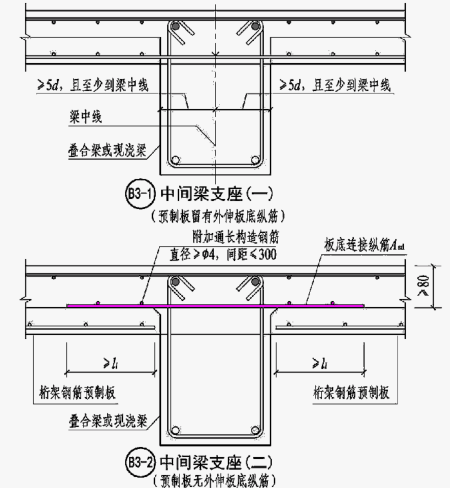 ≥5d，且至少到梁中线
≥5d，且至少到梁中线
梁中线
叠合梁或现浇梁
B3-1 中间梁支座(一)
(预制板留有外伸板底纵筋)
附加通长构造钢筋
直径≥Φ4，间距≤300
板底连接纵筋Asd
≥80
≥lₗ
≥lₗ
桁架钢筋预制板
桁架钢筋预制板
叠合梁或现浇梁
B3-2 中间梁支座(二)
(预制板无外伸板底纵筋)